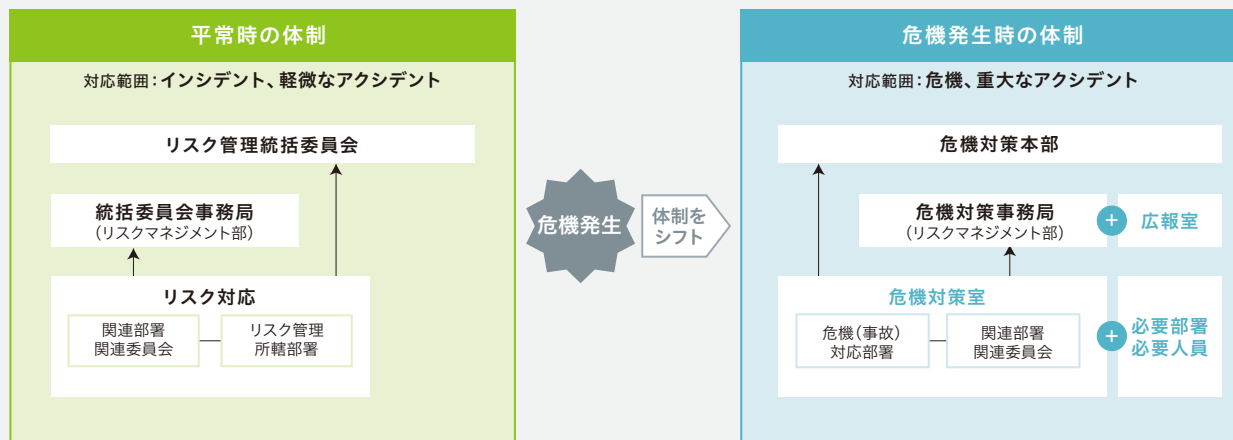 平常時の体制
対応範囲：インシデント、軽微なアクシデント
リスク管理統括委員会
統括委員会事務局
(リスクマネジメント部)
リスク対応
関連部署
関連委員会
リスク管理
所轄部署
危機発生
体制を
シフト
危機発生時の体制
対応範囲：危機、重大なアクシデント
危機対策本部
危機対策事務局
(リスクマネジメント部)
+
広報室
危機対策室
危機(事故)
対応部署
関連部署
関連委員会
+
必要部署
必要人員